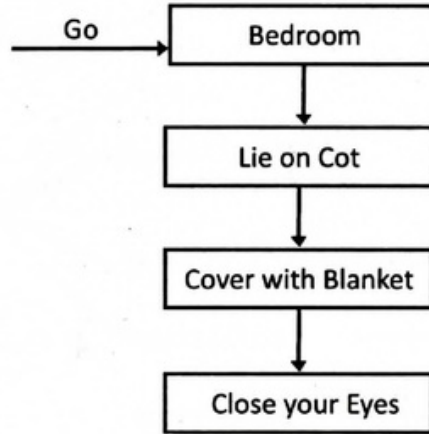 Go
Bedroom
Lie on Cot
Cover with Blanket
Close your Eyes